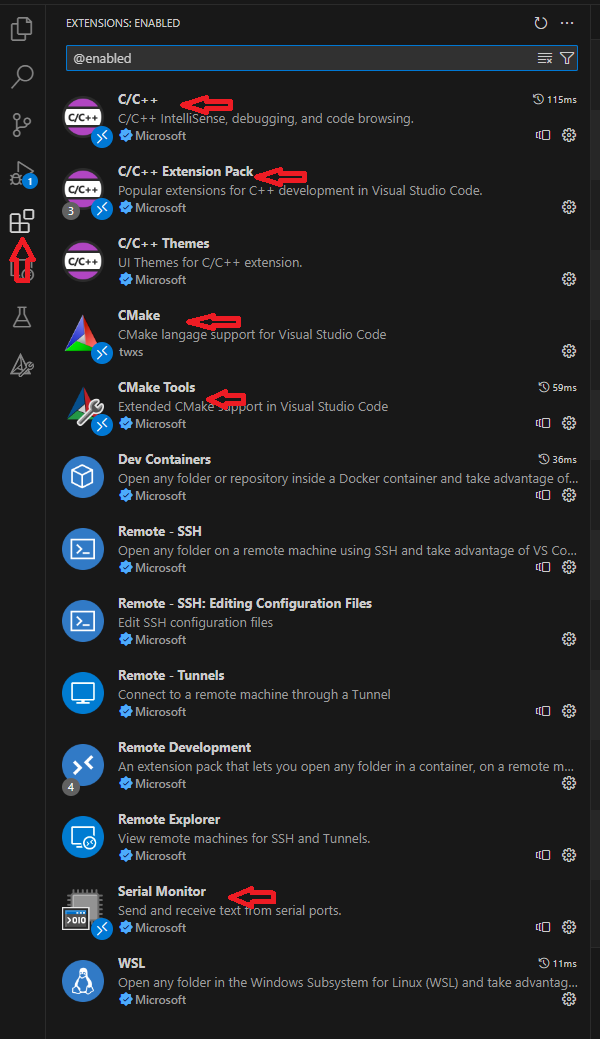 EXTENSIONS: ENABLED
@enabled
1
C/C++
115ms
C/C++
C/C++ IntelliSense, debugging, and code browsing.
Microsoft
C/C++ Extension Pack
C/C++
Popular extensions for C++ development in Visual Studio Code.
3
Microsoft
C/C++ Themes
C/C++
UI Themes for C/C++ extension.
Microsoft
CMake
CMake langage support for Visual Studio Code
twxs
CMake Tools
59ms
Extended CMake support in Visual Studio Code
Microsoft
Dev Containers
36ms
Open any folder or repository inside a Docker container and take advantage of...
Microsoft
Remote - SSH
Open any folder on a remote machine using SSH and take advantage of VS Co...
Microsoft
Remote - SSH: Editing Configuration Files
Edit SSH configuration files
Microsoft
Remote - Tunnels
Connect to a remote machine through a Tunnel
Microsoft
Remote Development
An extension pack that lets you open any folder in a container, on a remote m...
4
Microsoft
Remote Explorer
View remote machines for SSH and Tunnels.
Microsoft
Serial Monitor
Send and receive text from serial ports.
Microsoft
WSL
11ms
Open any folder in the Windows Subsystem for Linux (WSL) and take advantag...
Microsoft